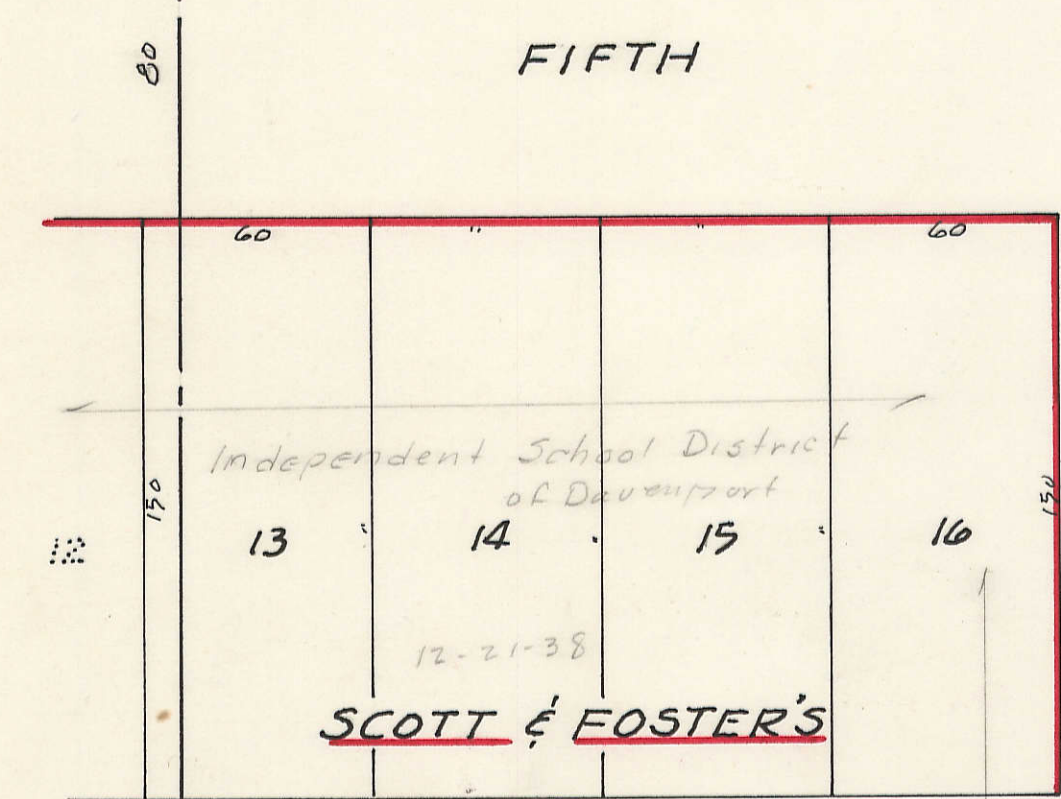 80
FIFTH
60 " " 60
Independent School District
of Davenport
150
150
12 13 " 14 " 15 " 16
12-21-38
SCOTT & FOSTER'S